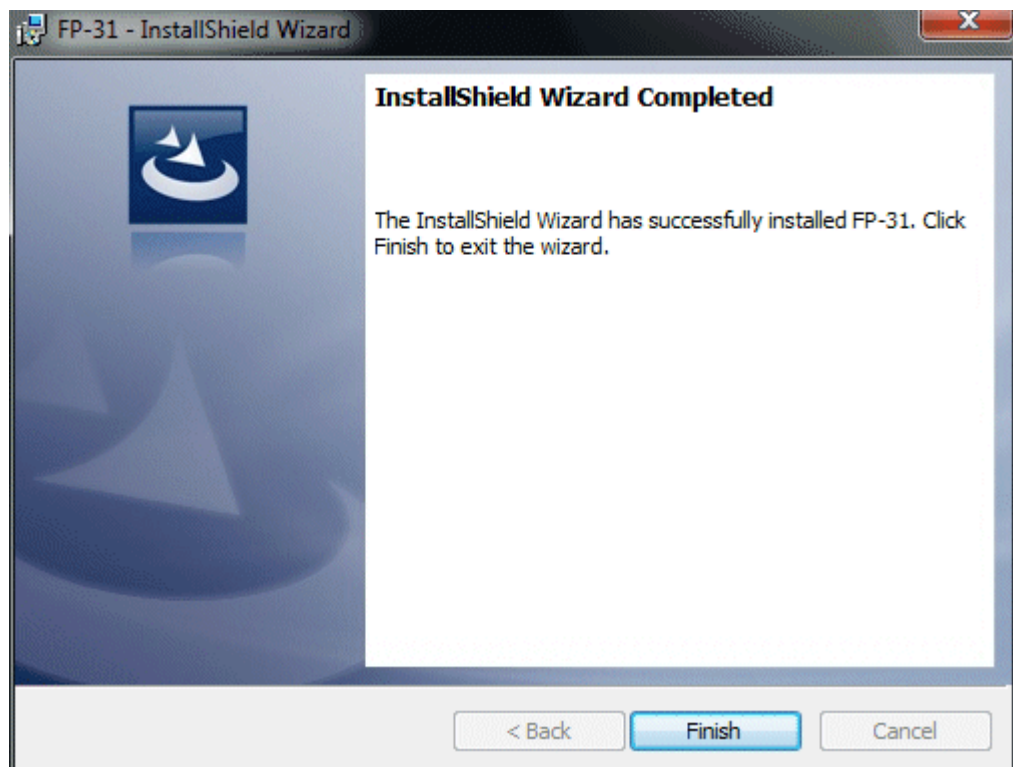 FP-31 - InstallShield Wizard
InstallShield Wizard Completed
The InstallShield Wizard has successfully installed FP-31. Click
Finish to exit the wizard.
< Back
Finish
Cancel